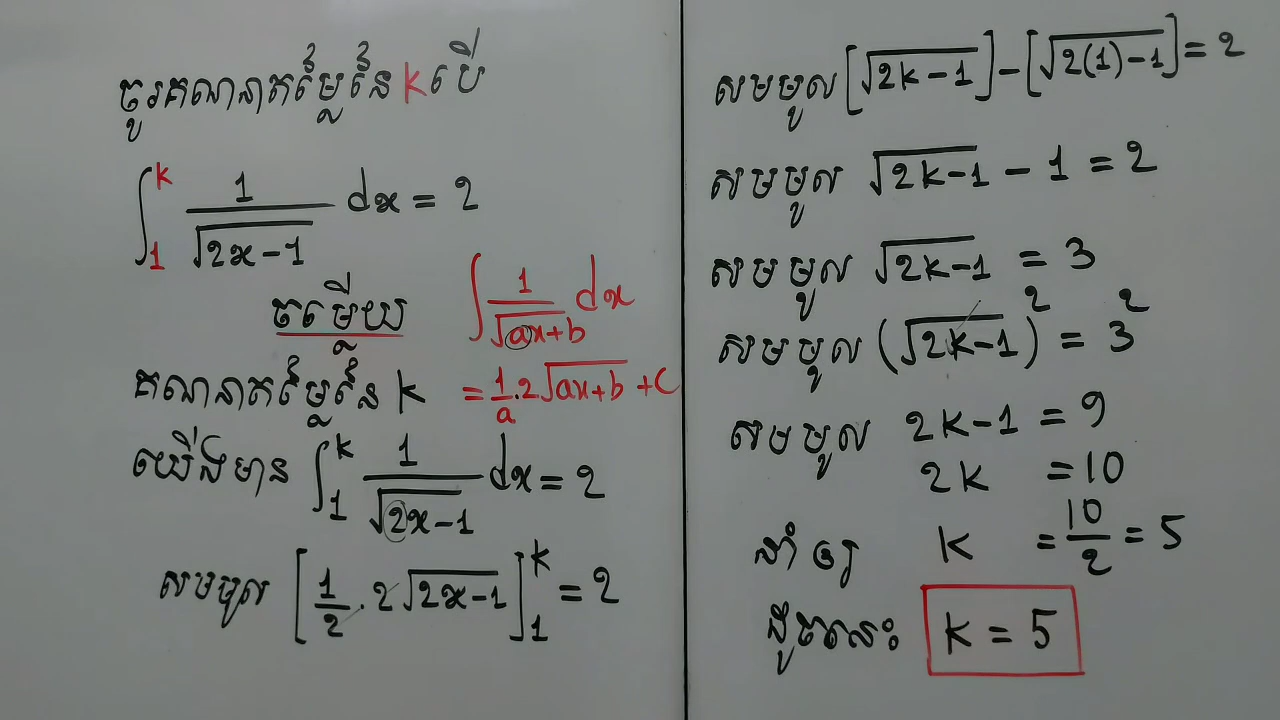 ចូរគណនាតម្លៃនៃ k បើ
∫₁ᵏ 1/√(2x−1) dx = 2
ចម្លើយ
∫ 1/√(ax+b) dx
= 1/a · 2√(ax+b) + c
គណនាតម្លៃនៃ k
យើងមាន ∫₁ᵏ 1/√(2x−1) dx = 2
សមមូល [1/2 · 2√(2x−1)]₁ᵏ = 2
សមមូល [√(2k−1)] − [√(2(1)−1)] = 2
សមមូល √(2k−1) − 1 = 2
សមមូល √(2k−1) = 3
សមមូល (√(2k−1))² = 3²
សមមូល 2k−1 = 9
2k = 10
នាំឲ្យ k = 10/2 = 5
ដូចនេះ k = 5